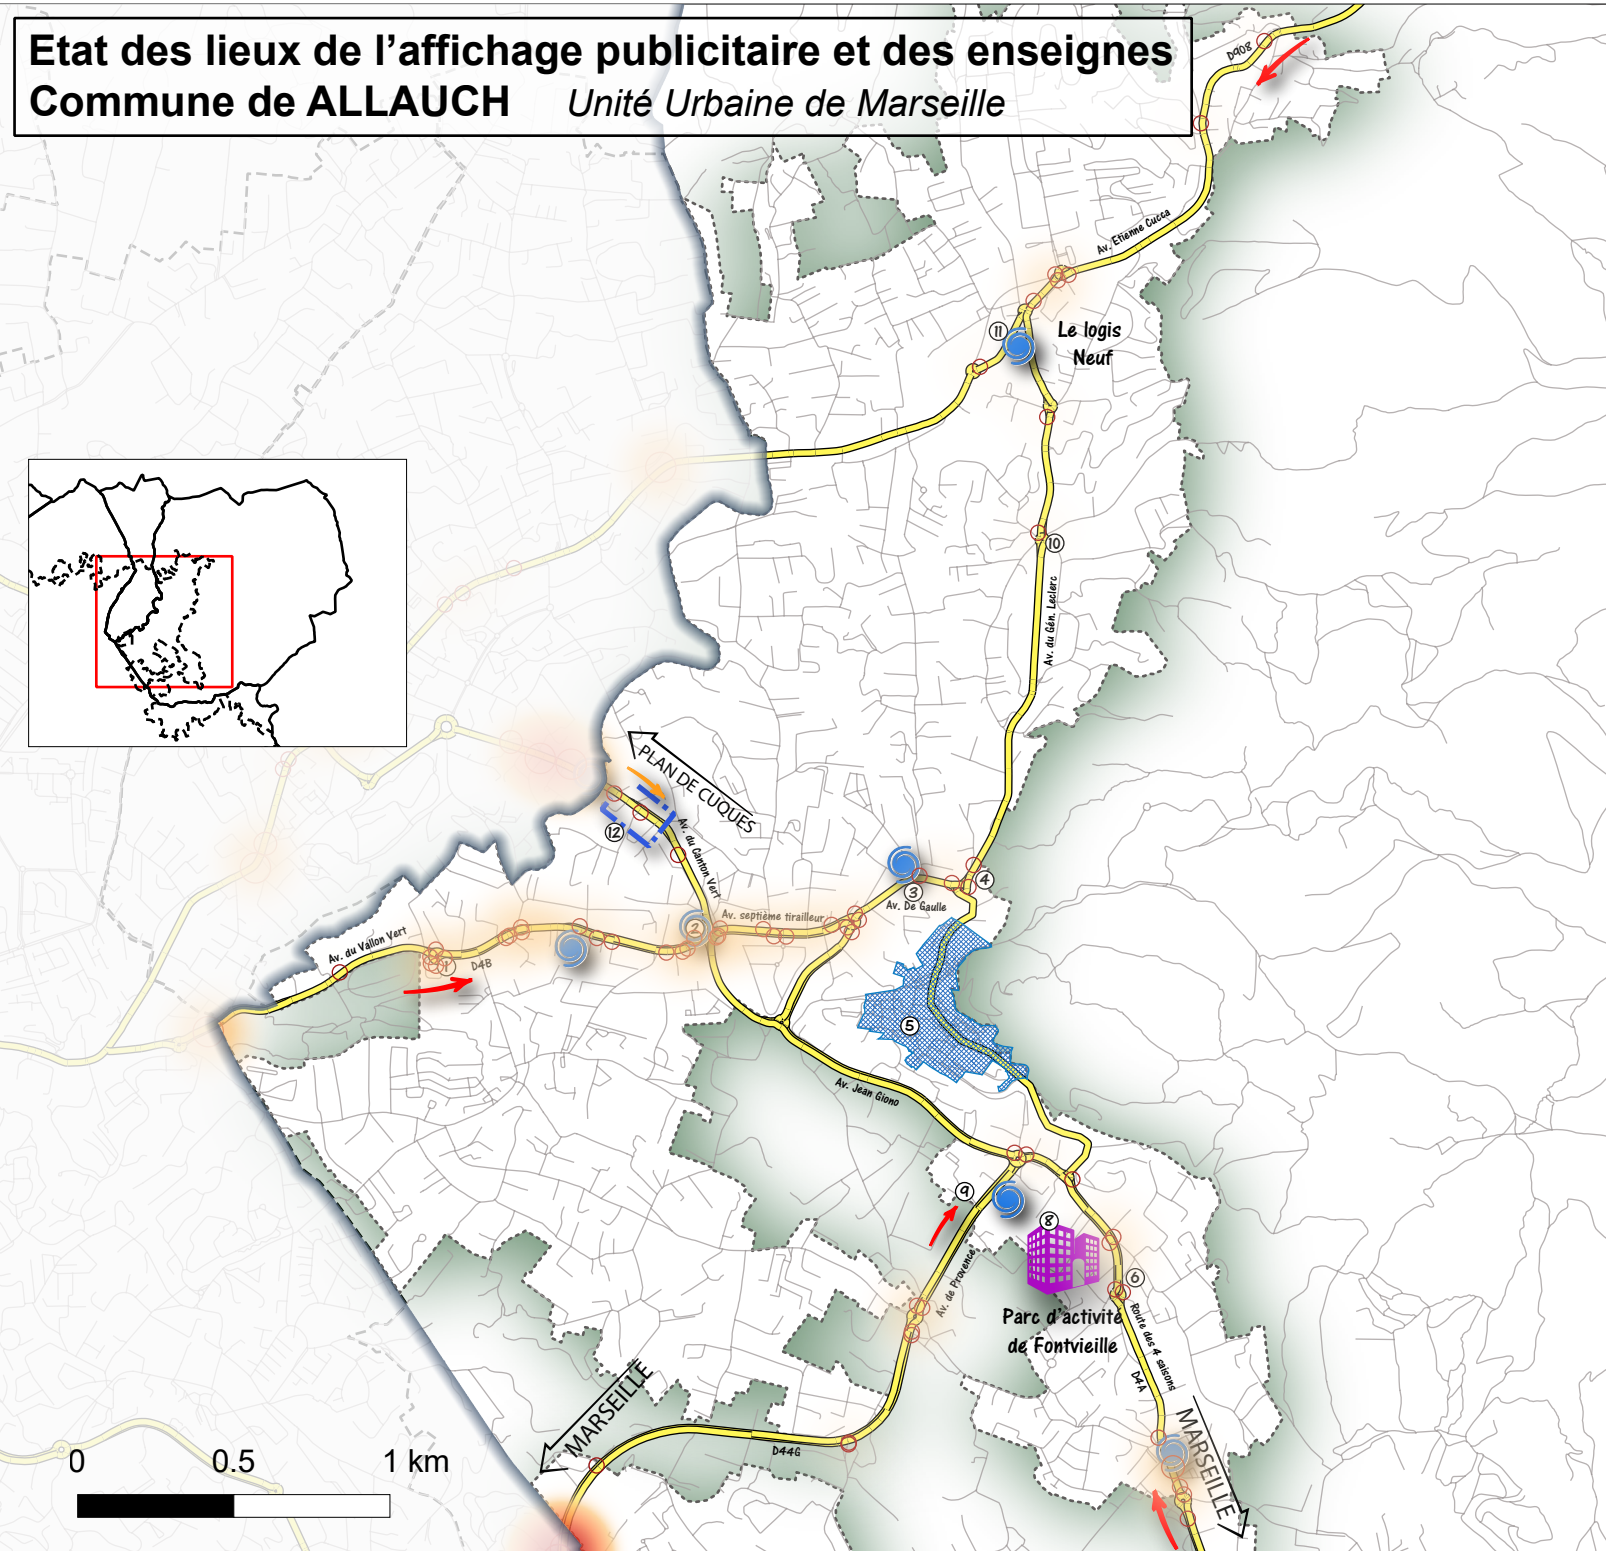 Etat des lieux de l'affichage publicitaire et des enseignes
Commune de ALLAUCH Unité Urbaine de Marseille
D908
Av. Etienne Cucca
11
Le logis
Neuf
10
Av. du Gén. Leclerc
PLAN DE CUQUES
12
Av. du Canton Vert
3
4
Av. De Gaulle
Av. septième tirailleur
2
Av. du Vallon Vert
1
D4B
5
Av. Jean Giono
9
8
6
Av. de Provence
Parc d'activité
de Fontvieille
Route des 4 saisons
D4A
MARSEILLE
MARSEILLE
D44G
0 0.5 1 km